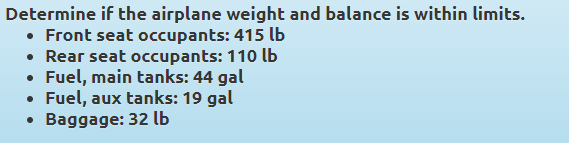 Determine if the airplane weight and balance is within limits.
• Front seat occupants: 415 lb
• Rear seat occupants: 110 lb
• Fuel, main tanks: 44 gal
• Fuel, aux tanks: 19 gal
• Baggage: 32 lb